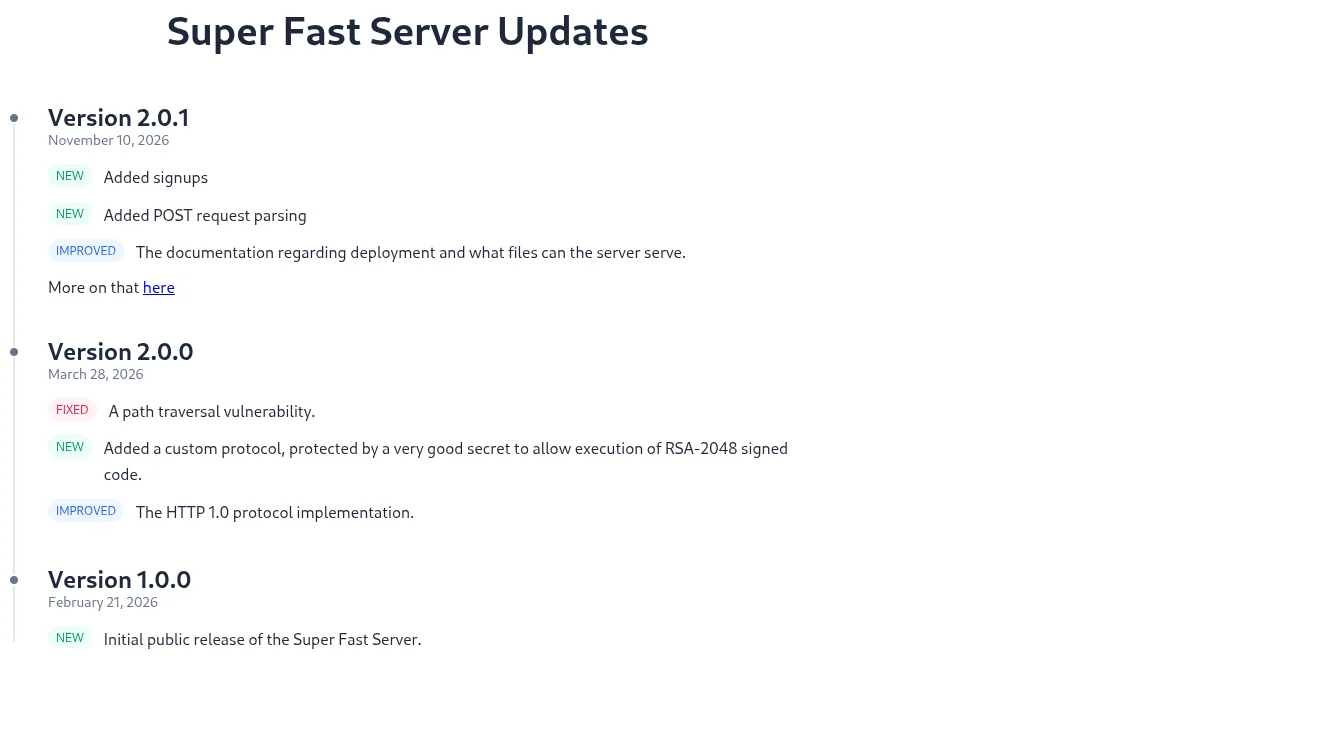 Super Fast Server Updates
Version 2.0.1
November 10, 2026
NEW Added signups
NEW Added POST request parsing
IMPROVED The documentation regarding deployment and what files can the server serve.
More on that here
Version 2.0.0
March 28, 2026
FIXED A path traversal vulnerability.
NEW Added a custom protocol, protected by a very good secret to allow execution of RSA-2048 signed
code.
IMPROVED The HTTP 1.0 protocol implementation.
Version 1.0.0
February 21, 2026
NEW Initial public release of the Super Fast Server.